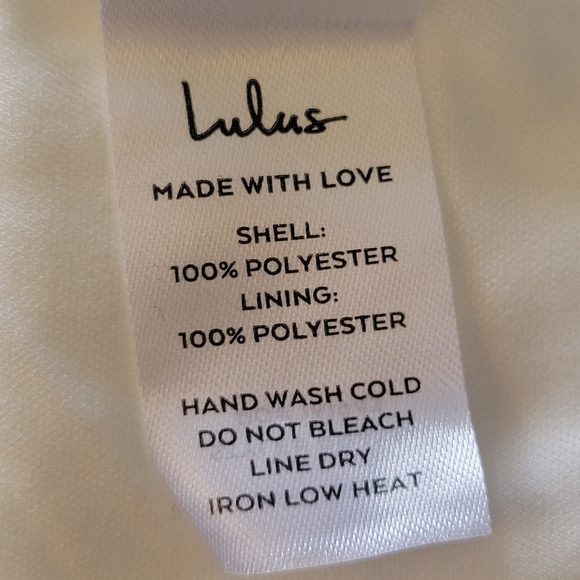 Lulus
MADE WITH LOVE
SHELL:
100% POLYESTER
LINING:
100% POLYESTER
HAND WASH COLD
DO NOT BLEACH
LINE DRY
IRON LOW HEAT